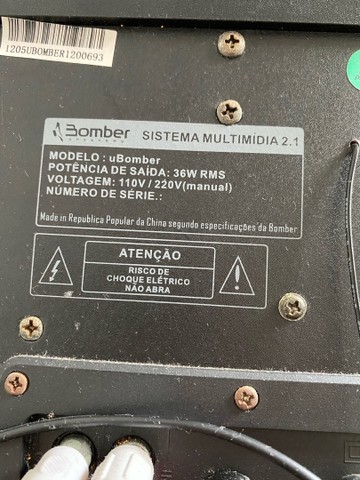 1205UBOMBER1200693
Bomber SISTEMA MULTIMÍDIA 2.1
MODELO : uBomber
POTÊNCIA DE SAÍDA: 36W RMS
VOLTAGEM: 110V / 220V(manual)
NÚMERO DE SÉRIE.:
Made in Republica Popular da China segundo especificações da Bomber
ATENÇÃO
RISCO DE
CHOQUE ELÉTRICO
NÃO ABRA